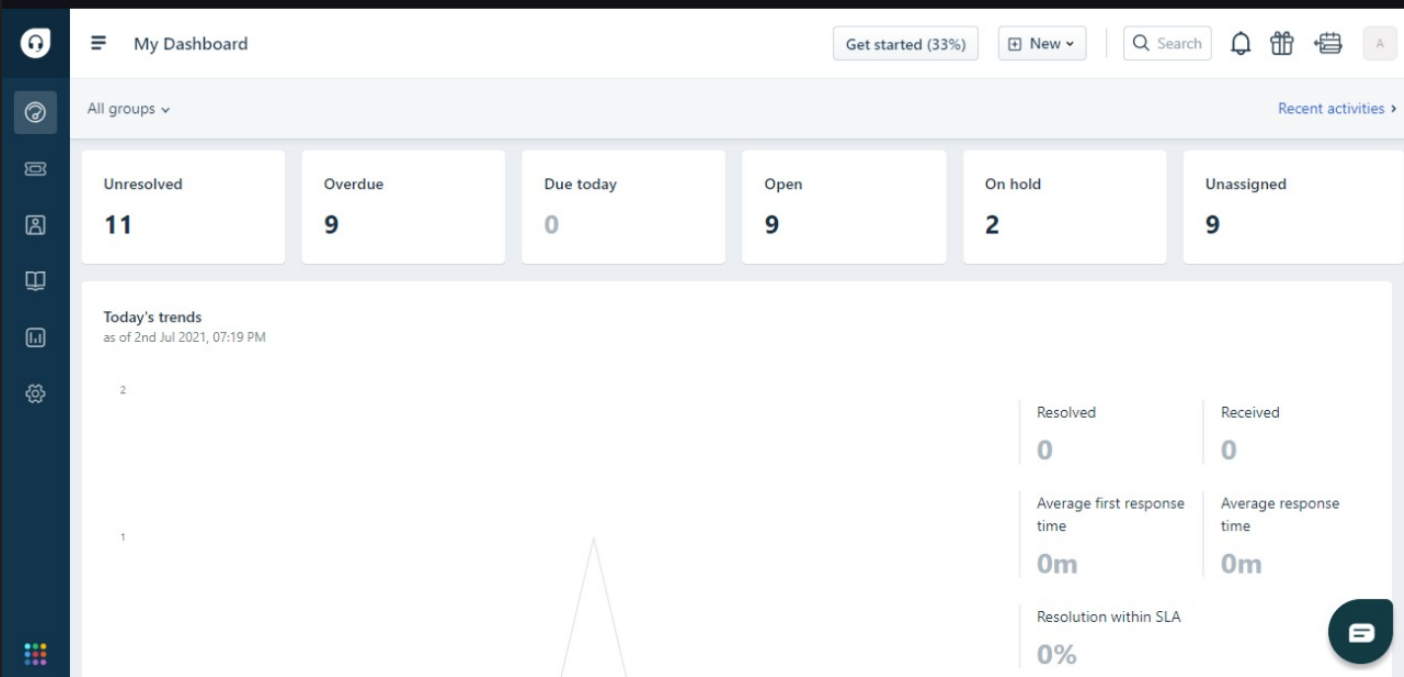 My Dashboard
Get started (33%)
New
Search
A
All groups
Recent activities
Unresolved
11
Overdue
9
Due today
0
Open
9
On hold
2
Unassigned
9
Today's trends
as of 2nd Jul 2021, 07:19 PM
2
1
Resolved
0
Received
0
Average first response
time
0m
Average response
time
0m
Resolution within SLA
0%